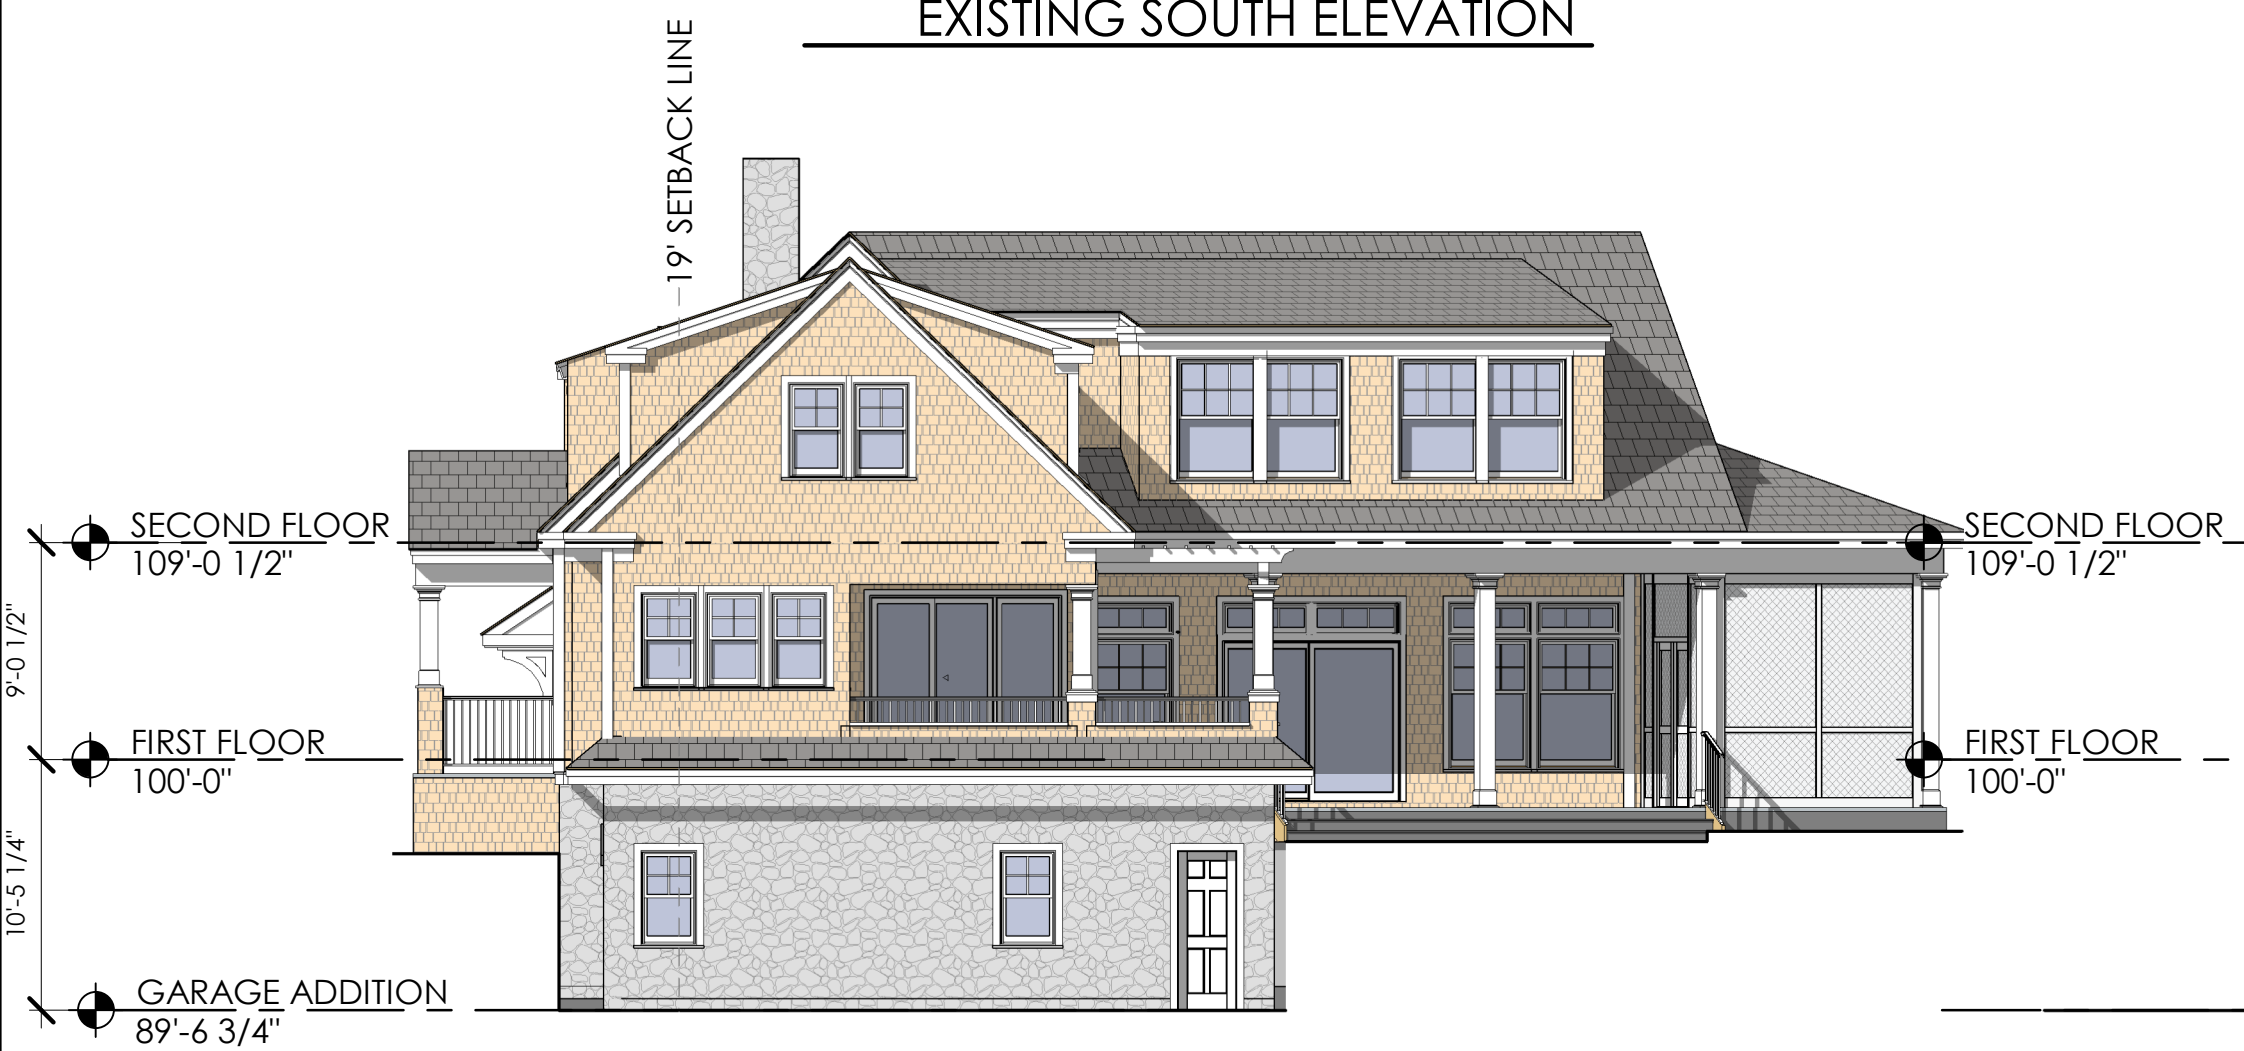 EXISTING SOUTH ELEVATION
19' SETBACK LINE
SECOND FLOOR
109'-0 1/2"
SECOND FLOOR
109'-0 1/2"
9'-0 1/2"
FIRST FLOOR
100'-0"
FIRST FLOOR
100'-0"
10'-5 1/4"
GARAGE ADDITION
89'-6 3/4"